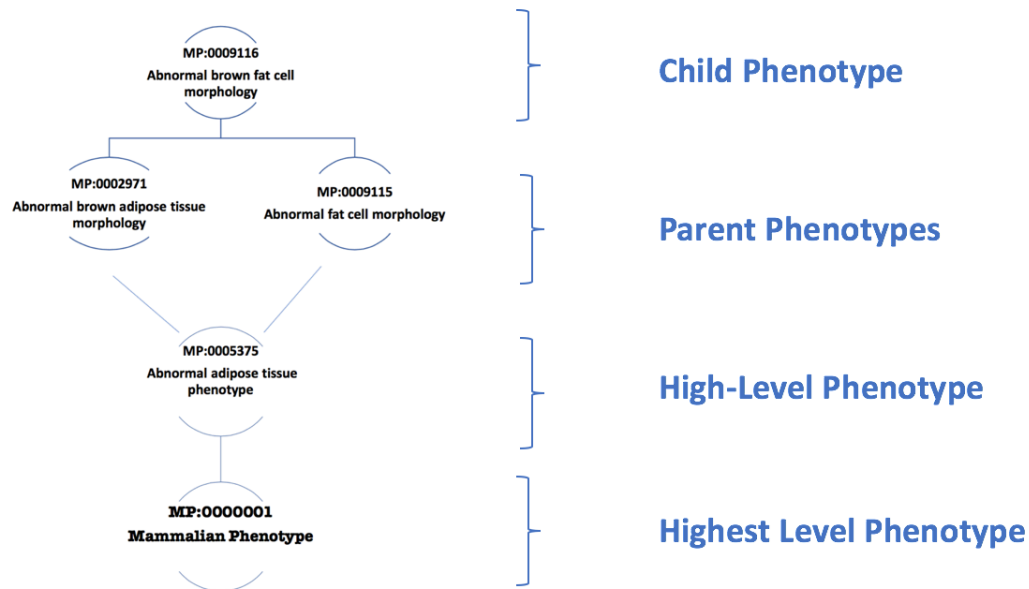 MP:0009116
Abnormal brown fat cell
morphology
Child Phenotype
MP:0002971
Abnormal brown adipose tissue
morphology
MP:0009115
Abnormal fat cell morphology
Parent Phenotypes
MP:0005375
Abnormal adipose tissue
phenotype
High-Level Phenotype
MP:0000001
Mammalian Phenotype
Highest Level Phenotype